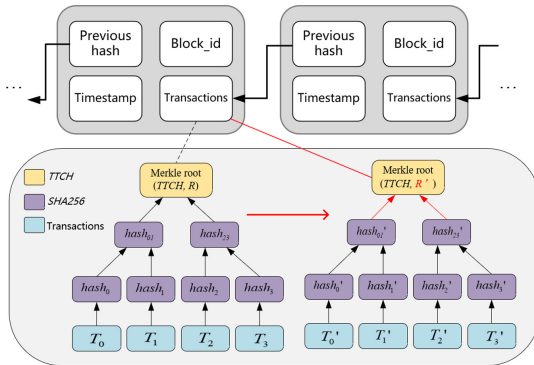 Previous hash
Block_id
Previous hash
Block_id
...
...
Timestamp
Transactions
Timestamp
Transactions
TTCH
SHA256
Transactions
Merkle root
(TTCH, R)
Merkle root
(TTCH, R')
hash01
hash23
hash01'
hash23'
hash0
hash1
hash2
hash3
hash0'
hash1'
hash2'
hash3'
T0
T1
T2
T3
T0'
T1'
T2'
T3'